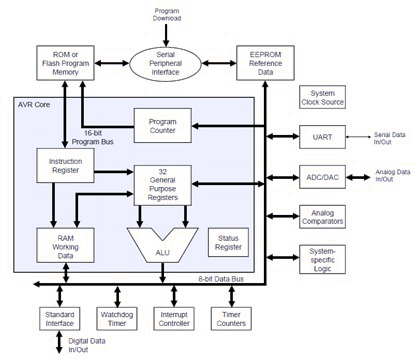 Program
Download
ROM or
Flash Program
Memory
Serial
Peripheral
Interface
EEPROM
Reference
Data
AVR Core
System
Clock Source
16-bit
Program Bus
Program
Counter
UART
Serial Data
In/Out
Instruction
Register
32
General
Purpose
Registers
ADC/DAC
Analog Data
In/Out
Analog
Comparators
RAM
Working
Data
ALU
Status
Register
System-
specific
Logic
8-bit Data Bus
Standard
Interface
Watchdog
Timer
Interrupt
Controller
Timer
Counters
Digital Data
In/Out